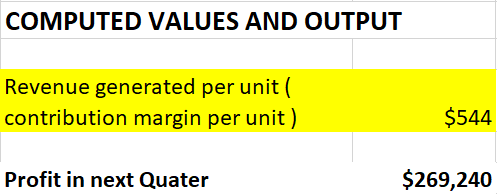 COMPUTED VALUES AND OUTPUT
Revenue generated per unit (
contribution margin per unit ) $544
Profit in next Quater $269,240